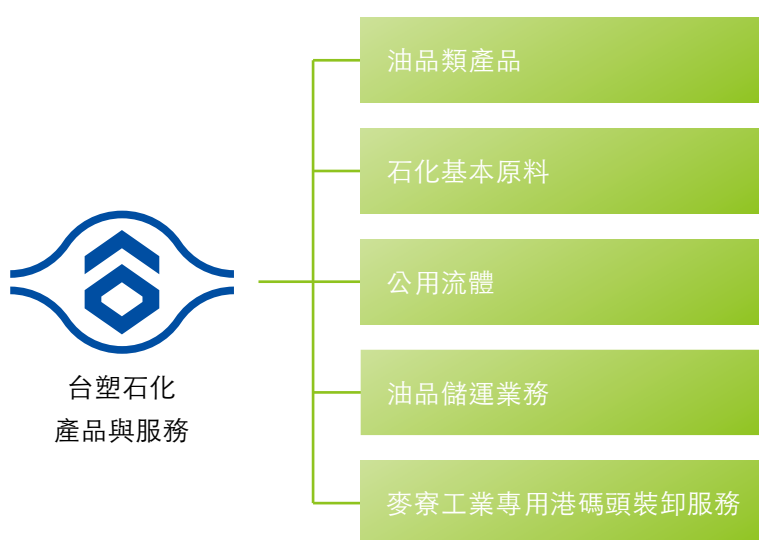 油品類產品
石化基本原料
公用流體
台塑石化
產品與服務
油品儲運業務
麥寮工業專用港碼頭裝卸服務